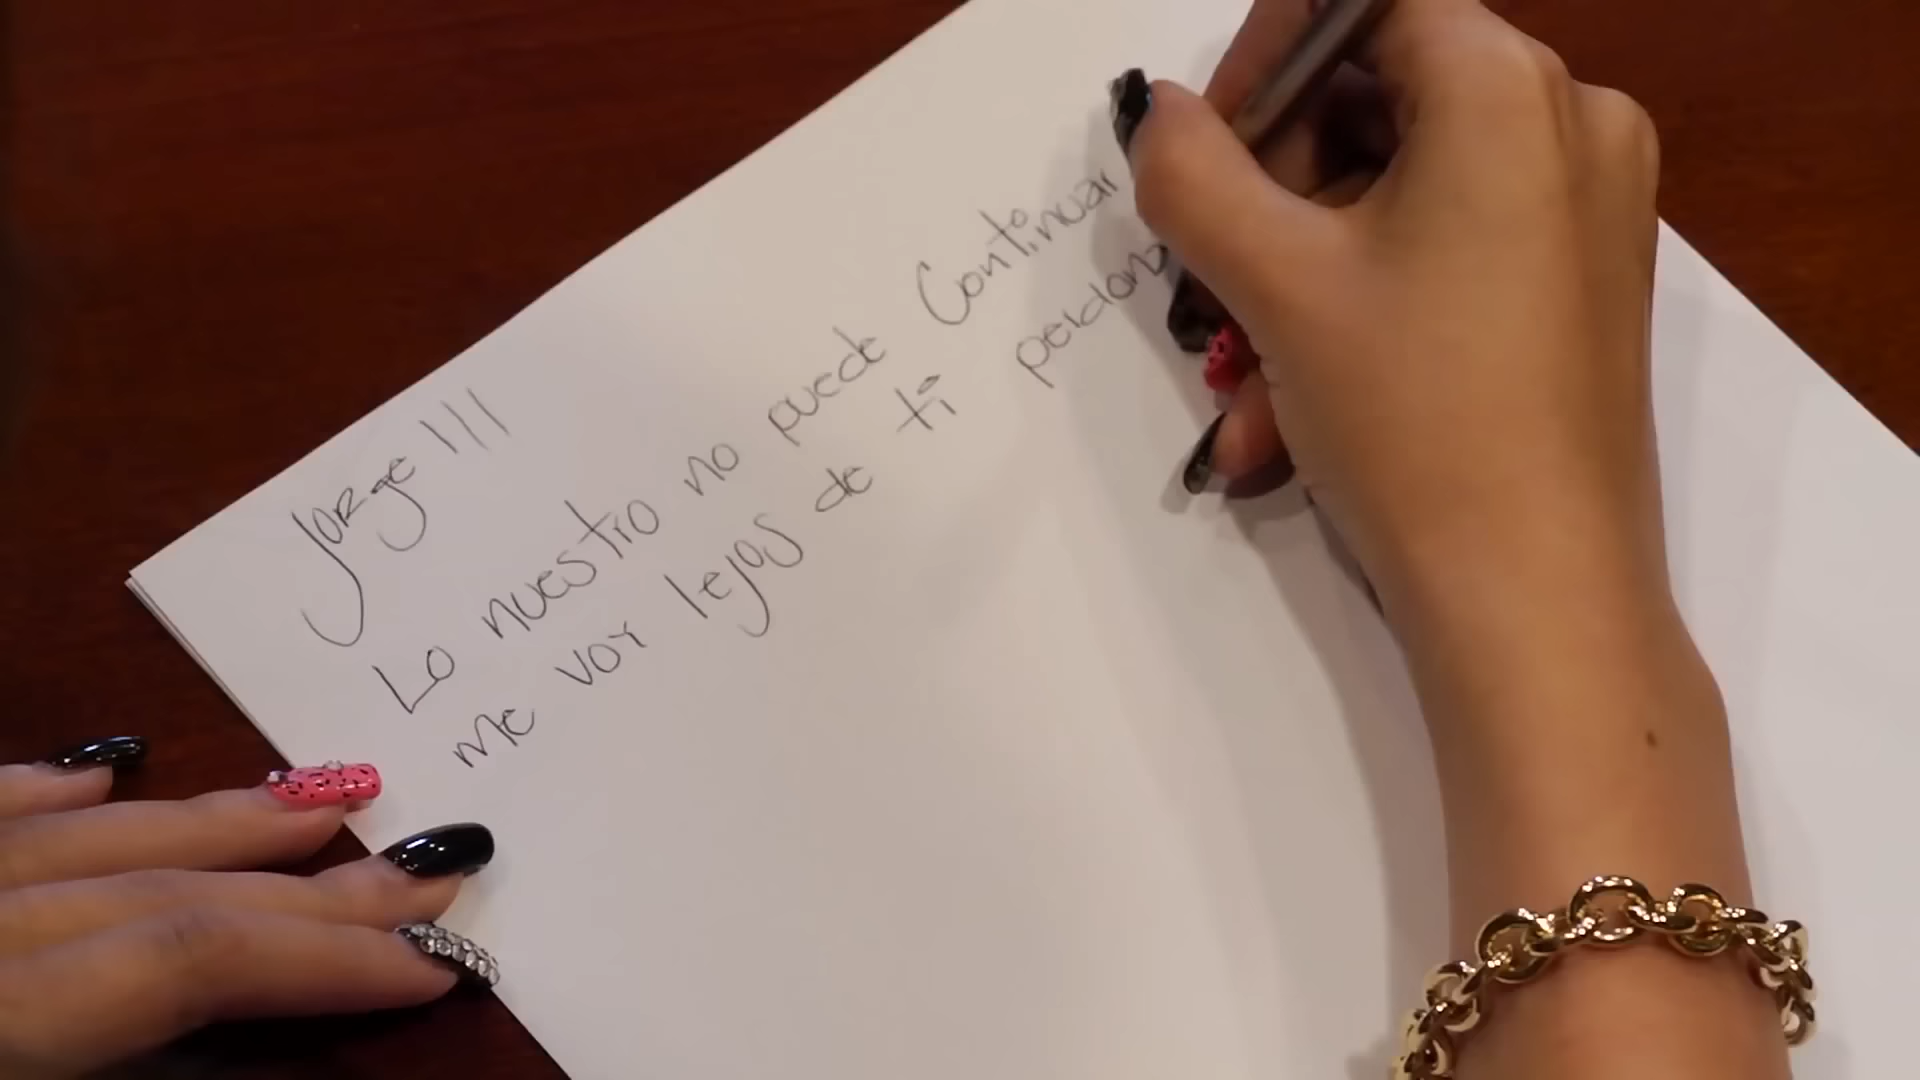 Jorge \||
Lo nuestro no puede Continuar
me voy lejos de ti perdona